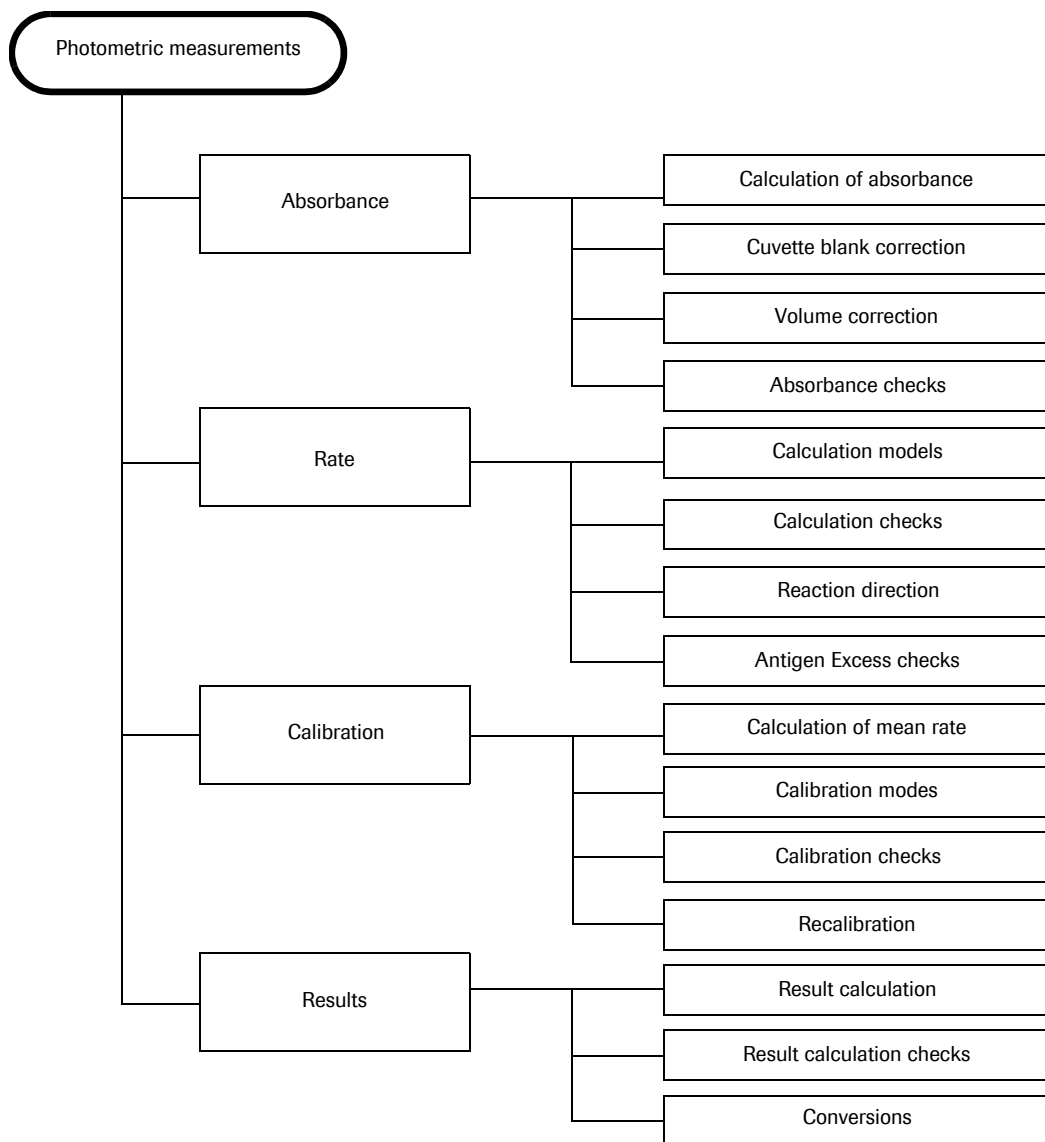 Photometric measurements
Absorbance
Calculation of absorbance
Cuvette blank correction
Volume correction
Absorbance checks
Rate
Calculation models
Calculation checks
Reaction direction
Antigen Excess checks
Calibration
Calculation of mean rate
Calibration modes
Calibration checks
Recalibration
Results
Result calculation
Result calculation checks
Conversions